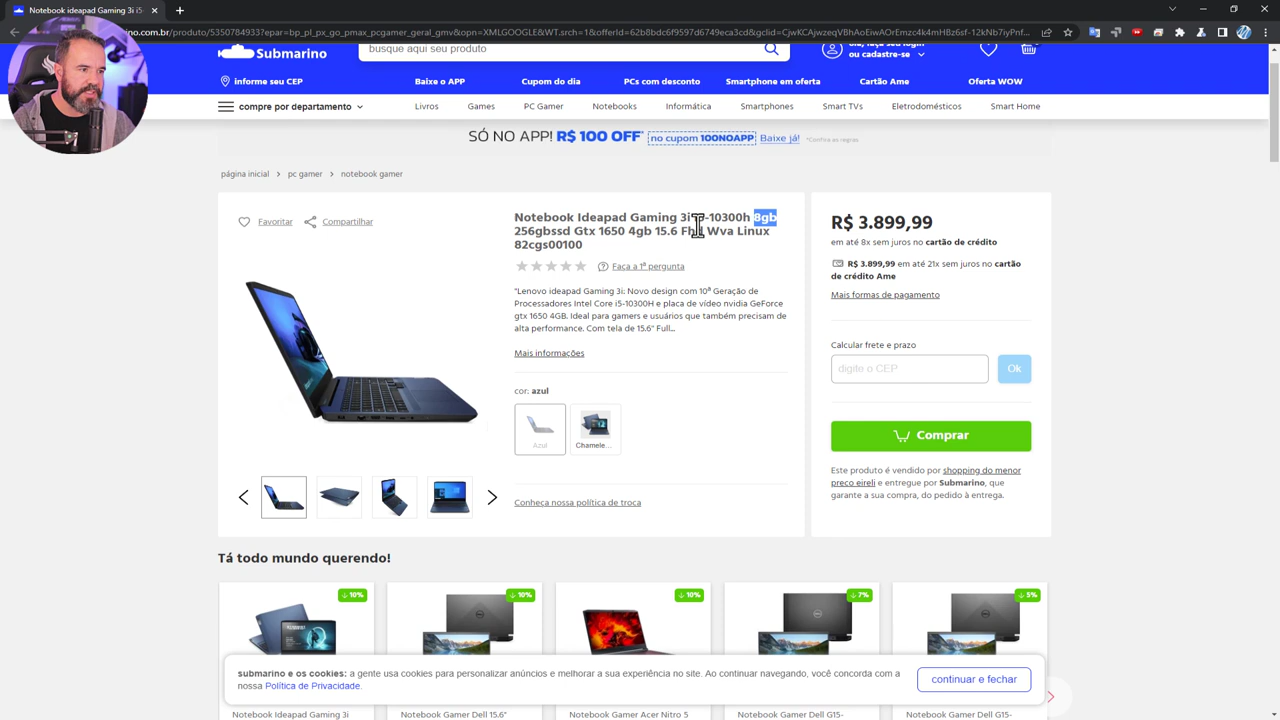 Notebook Ideapad Gaming 3i i5
.com.br/produto/5350784933?epar=bp_pl_px_go_pmax_pcgamer_geral_gmv&opn=XMLGOOGLE&WT.srch=1&offerId=62b8bdc6f9597d6749eca3cd&gclid=
Submarino
busque aqui seu produto
olá, faça seu login
ou cadastre-se
informe seu CEP
Baixe o APP
Cupom do dia
PCs com desconto
Smartphone em oferta
Cartão Ame
Oferta WOW
compre por departamento
Livros
Games
PC Gamer
Notebooks
Informática
Smartphones
Smart TVs
Eletrodomésticos
Smart Home
SÓ NO APP! R$ 100 OFF* no cupom 100NOAPP Baixe já! *Confira as regras
página inicial > pc gamer > notebook gamer
Favoritar
Compartilhar
Notebook Ideapad Gaming 3i i5-10300h 8gb
256gbssd Gtx 1650 4gb 15.6 Fhd Wva Linux
82cgs00100
Faça a 1ª pergunta
"Lenovo ideapad Gaming 3i: Novo design com 10ª Geração de
Processadores Intel Core i5-10300H e placa de vídeo nvidia GeForce
gtx 1650 4GB. Ideal para gamers e usuários que também precisam de
alta performance. Com tela de 15.6" Full...
Mais informações
cor: azul
Azul
Chamele...
Conheça nossa política de troca
R$ 3.899,99
em até 8x sem juros no cartão de crédito
R$ 3.899,99 em até 21x sem juros no cartão
de crédito Ame
Mais formas de pagamento
Calcular frete e prazo
digite o CEP
Ok
Comprar
Este produto é vendido por shopping do menor
preco eireli e entregue por Submarino, que
garante a sua compra, do pedido à entrega.
Tá todo mundo querendo!
10%
10%
10%
7%
5%
submarino e os cookies: a gente usa cookies para personalizar anúncios e melhorar a sua experiência no site. Ao continuar navegando, você concorda com a
nossa Política de Privacidade.
continuar e fechar
Notebook Ideapad Gaming 3i
Notebook Gamer Dell 15.6"
Notebook Gamer Acer Nitro 5
Notebook Gamer Dell G15-
Notebook Gamer Dell G15-